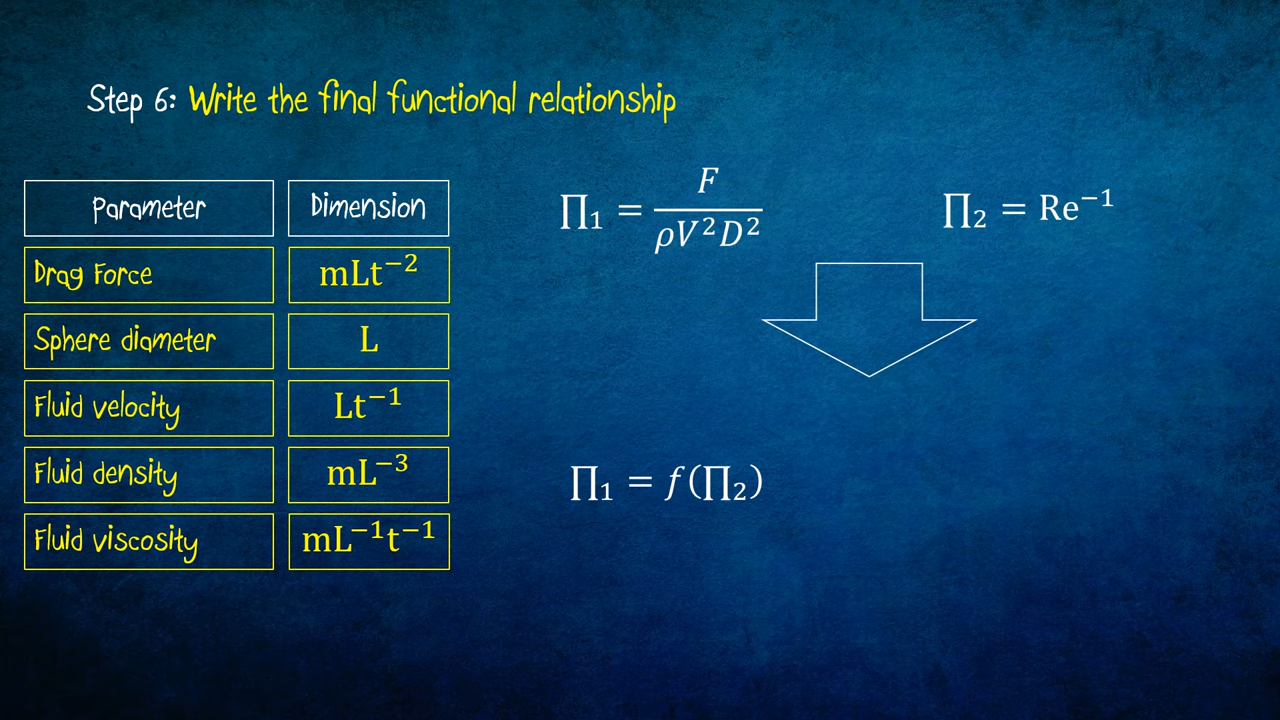 Step 6: Write the final functional relationship
Parameter Dimension
Drag Force mLt⁻²
Sphere diameter L
Fluid velocity Lt⁻¹
Fluid density mL⁻³
Fluid viscosity mL⁻¹t⁻¹
∏₁ = F / ρV²D²
∏₂ = Re⁻¹
∏₁ = f(∏₂)